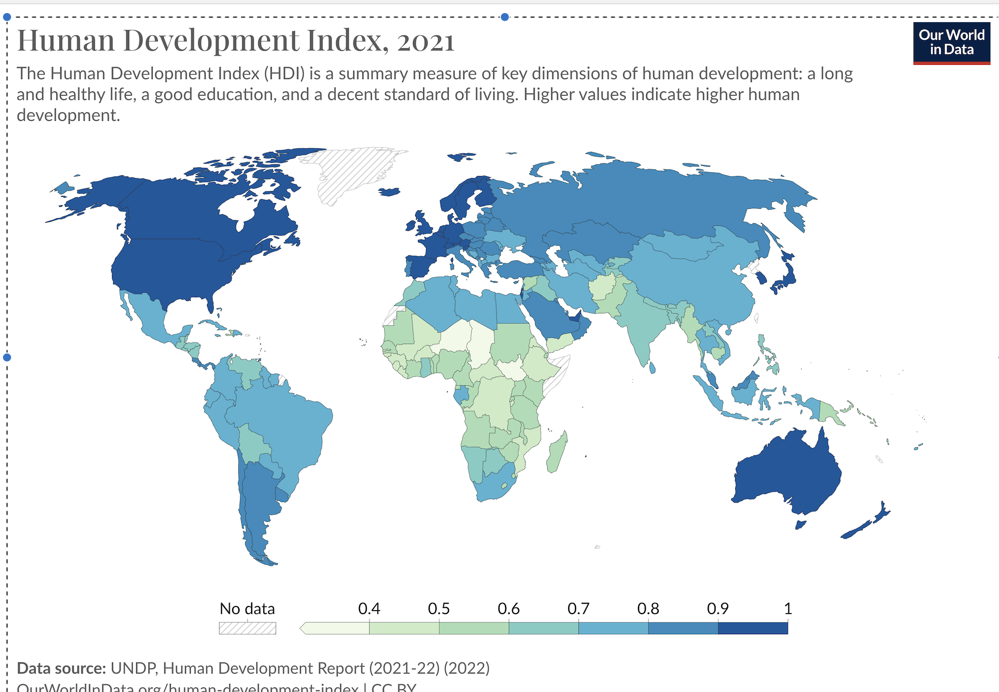 Human Development Index, 2021
Our World
in Data
The Human Development Index (HDI) is a summary measure of key dimensions of human development: a long
and healthy life, a good education, and a decent standard of living. Higher values indicate higher human
development.
No data
0.4
0.5
0.6
0.7
0.8
0.9
1
Data source: UNDP, Human Development Report (2021-22) (2022)
OurWorldInData.org/human-development-index | CC BY